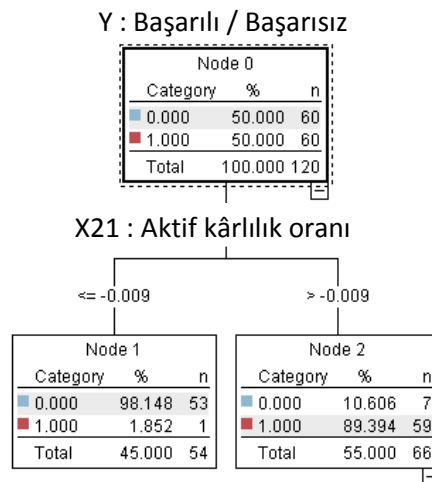 Y : Başarılı / Başarısız
Node 0
Category % n
0.000 50.000 60
1.000 50.000 60
Total 100.000 120
X21 : Aktif kârlılık oranı
<= -0.009
> -0.009
Node 1
Category % n
0.000 98.148 53
1.000 1.852 1
Total 45.000 54
Node 2
Category % n
0.000 10.606 7
1.000 89.394 59
Total 55.000 66